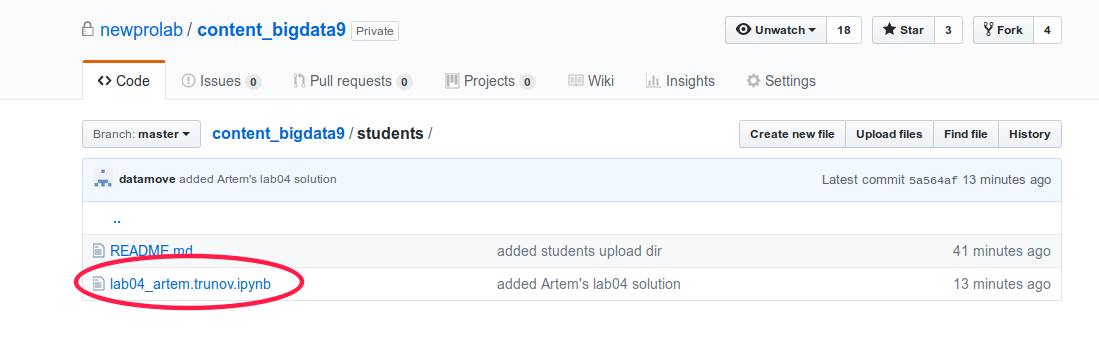 newprolab / content_bigdata9 Private Unwatch 18 Star 3 Fork 4
Code Issues 0 Pull requests 0 Projects 0 Wiki Insights Settings
Branch: master content_bigdata9 / students / Create new file Upload files Find file History
datamove added Artem's lab04 solution Latest commit 5a564af 13 minutes ago
..
README.md added students upload dir 41 minutes ago
lab04_artem.trunov.ipynb added Artem's lab04 solution 13 minutes ago